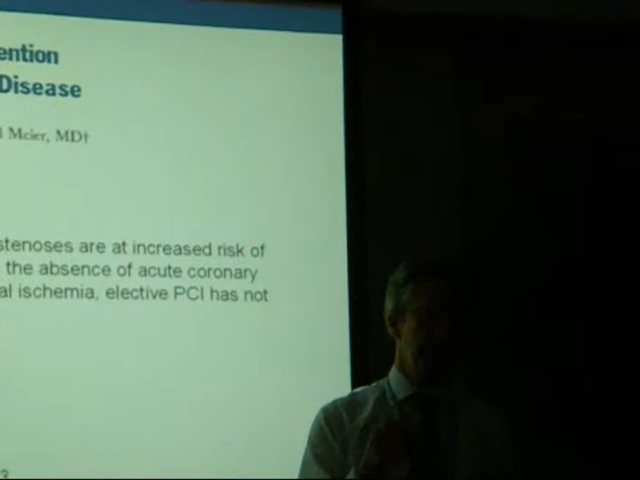 ention
Disease
Meier, MD†
stenoses are at increased risk of
the absence of acute coronary
al ischemia, elective PCI has not
?